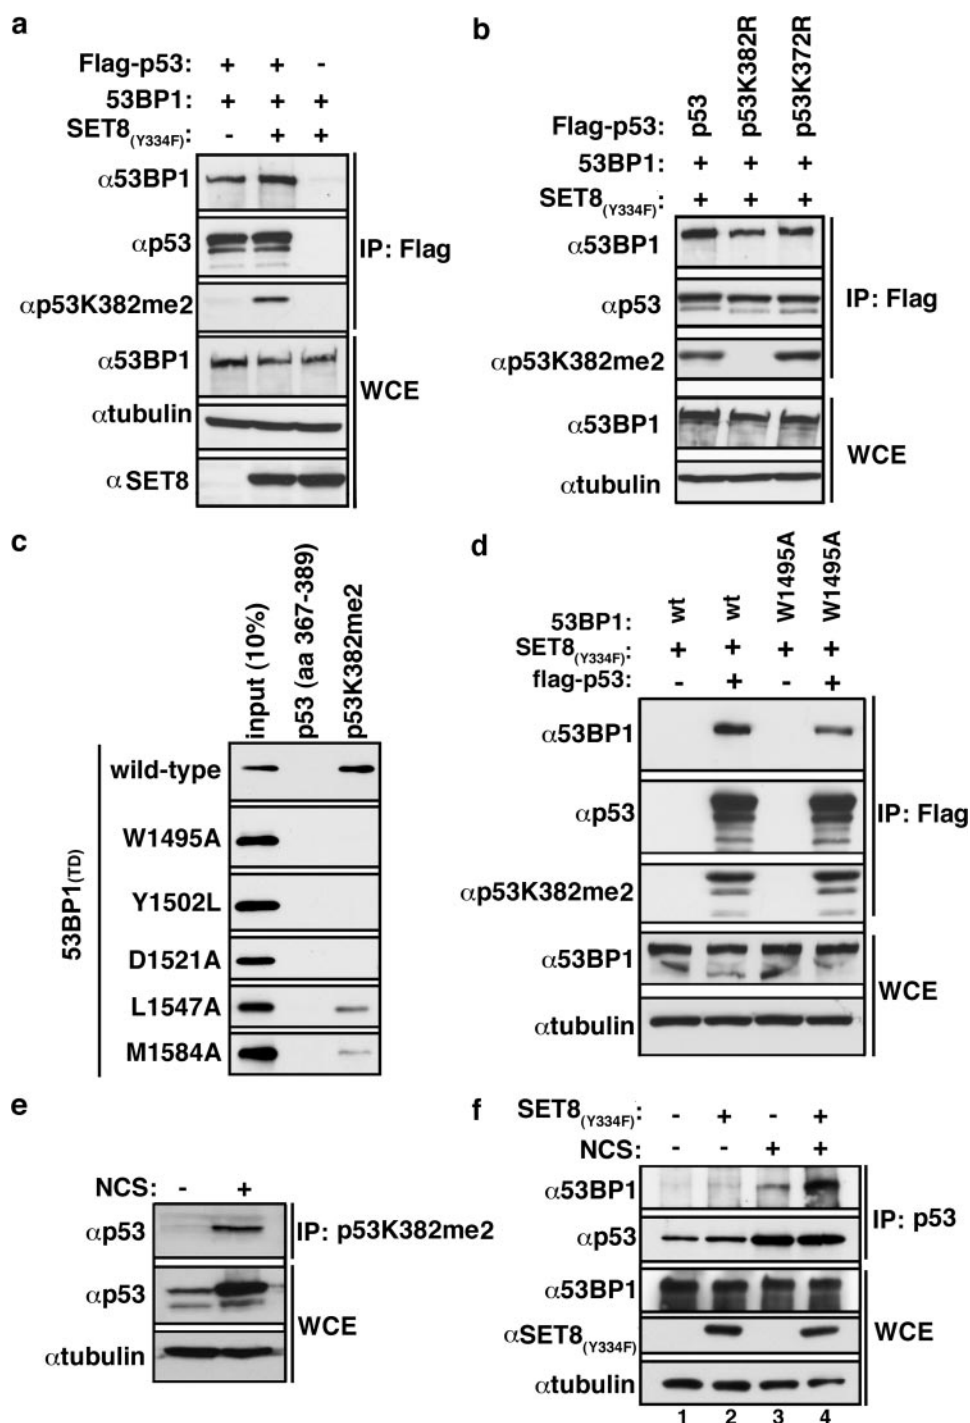 a
Flag-p53: + + -
53BP1: + + +
SET8(Y334F): - + +
α53BP1
αp53
αp53K382me2
IP: Flag
α53BP1
αtubulin
αSET8
WCE
b
Flag-p53: p53 p53K382R p53K372R
53BP1: + + +
SET8(Y334F): + + +
α53BP1
αp53
αp53K382me2
IP: Flag
α53BP1
αtubulin
WCE
c
input (10%) p53 (aa 367-389) p53K382me2
53BP1(TD)
wild-type
W1495A
Y1502L
D1521A
L1547A
M1584A
d
53BP1: wt wt W1495A W1495A
SET8(Y334F): + + + +
flag-p53: - + - +
α53BP1
αp53
αp53K382me2
IP: Flag
α53BP1
αtubulin
WCE
e
NCS: - +
αp53
IP: p53K382me2
αp53
αtubulin
WCE
f
SET8(Y334F): - + - +
NCS: - - + +
α53BP1
αp53
IP: p53
α53BP1
αSET8(Y334F)
αtubulin
WCE
1 2 3 4